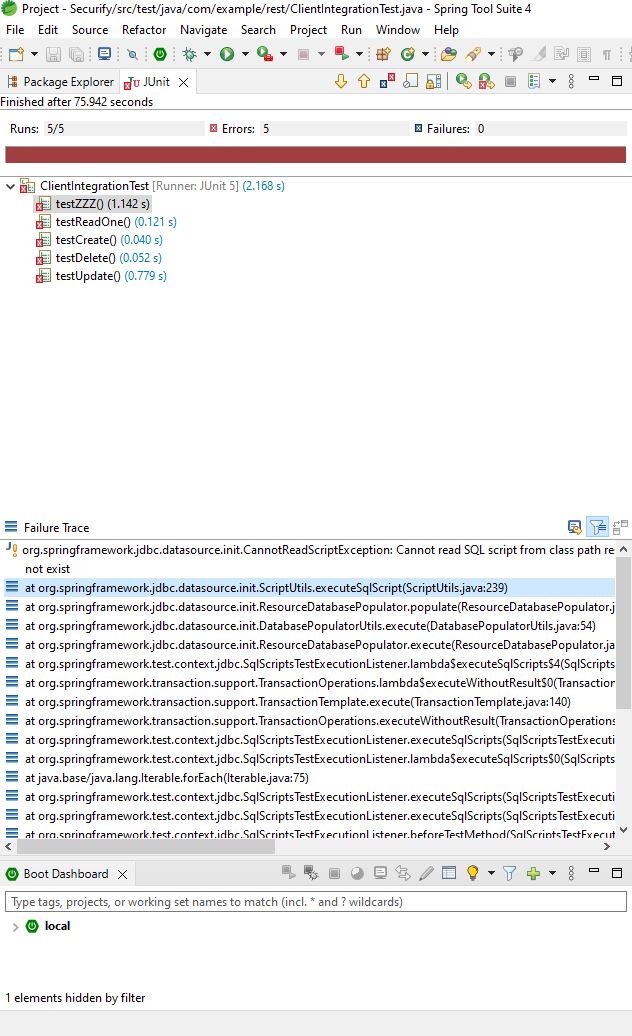 Project - Securify/src/test/java/com/example/rest/ClientIntegrationTest.java - Spring Tool Suite 4
File Edit Source Refactor Navigate Search Project Run Window Help
Package Explorer JUnit
Finished after 75.942 seconds
Runs: 5/5 Errors: 5 Failures: 0
ClientIntegrationTest [Runner: JUnit 5] (2.168 s)
testZZZ() (1.142 s)
testReadOne() (0.121 s)
testCreate() (0.040 s)
testDelete() (0.052 s)
testUpdate() (0.779 s)
Failure Trace
org.springframework.jdbc.datasource.init.CannotReadScriptException: Cannot read SQL script from class path re
not exist
at org.springframework.jdbc.datasource.init.ScriptUtils.executeSqlScript(ScriptUtils.java:239)
at org.springframework.jdbc.datasource.init.ResourceDatabasePopulator.populate(ResourceDatabasePopulator.j
at org.springframework.jdbc.datasource.init.DatabasePopulatorUtils.execute(DatabasePopulatorUtils.java:54)
at org.springframework.jdbc.datasource.init.ResourceDatabasePopulator.execute(ResourceDatabasePopulator.java
at org.springframework.test.context.jdbc.SqlScriptsTestExecutionListener.lambda$executeSqlScripts$4(SqlScripts
at org.springframework.transaction.support.TransactionOperations.lambda$executeWithoutResult$0(Transaction
at org.springframework.transaction.support.TransactionTemplate.execute(TransactionTemplate.java:140)
at org.springframework.transaction.support.TransactionOperations.executeWithoutResult(TransactionOperations
at org.springframework.test.context.jdbc.SqlScriptsTestExecutionListener.executeSqlScripts(SqlScriptsTestExecuti
at org.springframework.test.context.jdbc.SqlScriptsTestExecutionListener.lambda$executeSqlScripts$0(SqlScripts
at java.base/java.lang.Iterable.forEach(Iterable.java:75)
at org.springframework.test.context.jdbc.SqlScriptsTestExecutionListener.executeSqlScripts(SqlScriptsTestExecuti
at org.springframework.test.context.jdbc.SqlScriptsTestExecutionListener.executeSqlScripts(SqlScriptsTestExecuti
at org.springframework.test.context.jdbc.SqlScriptsTestExecutionListener.beforeTestMethod(SqlScriptsTestExecut
Boot Dashboard
Type tags, projects, or working set names to match (incl. * and ? wildcards)
local
1 elements hidden by filter